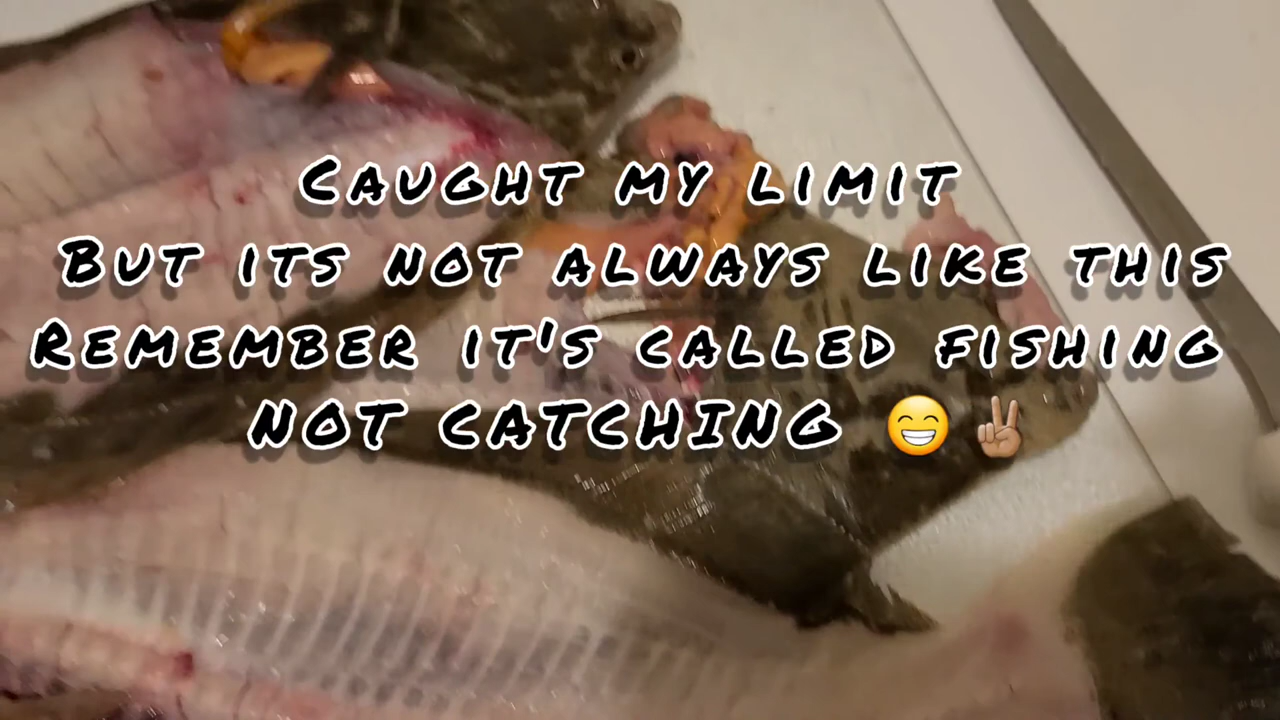 Caught my limit
But its not always like this
Remember it's called fishing
NOT CATCHING 😁✌🏼